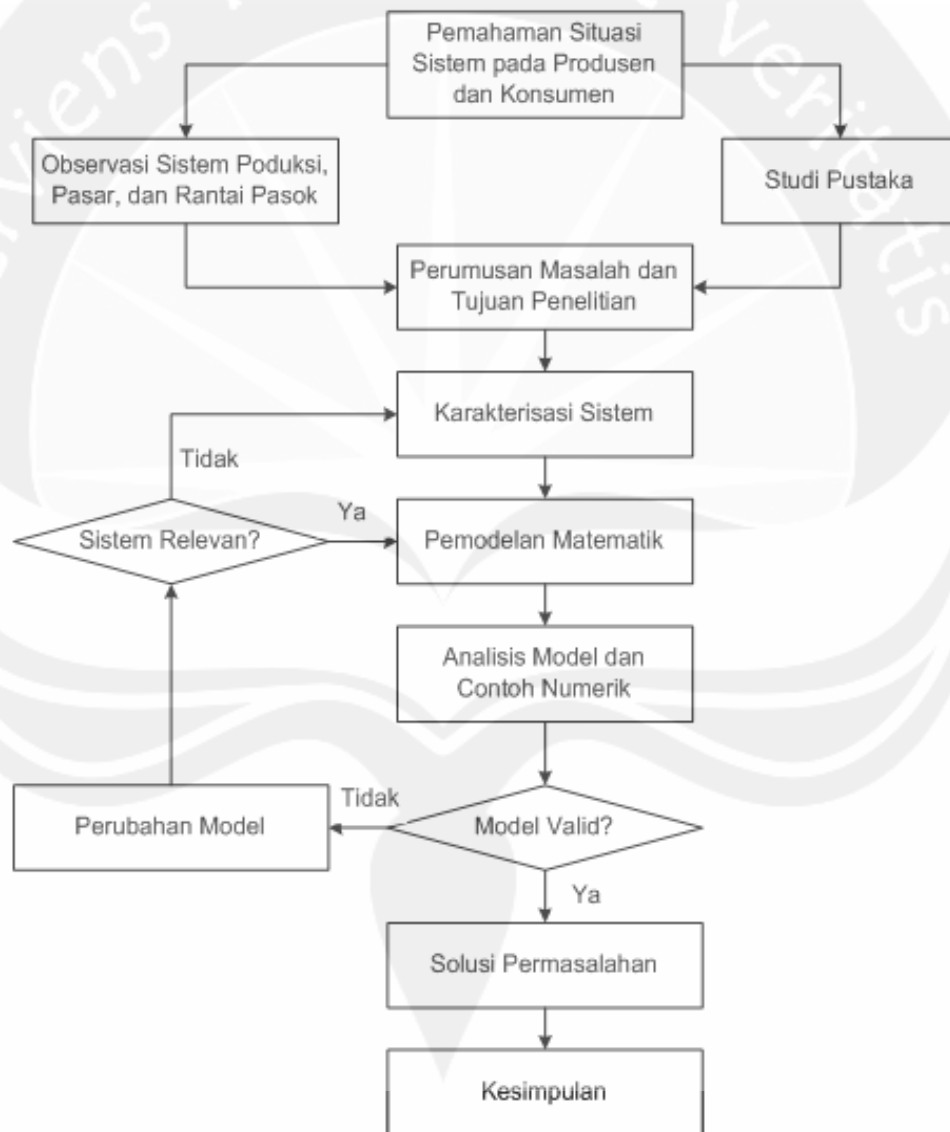 Pemahaman Situasi
Sistem pada Produsen
dan Konsumen
Observasi Sistem Poduksi,
Pasar, dan Rantai Pasok
Studi Pustaka
Perumusan Masalah dan
Tujuan Penelitian
Karakterisasi Sistem
Tidak
Sistem Relevan?
Ya
Pemodelan Matematik
Analisis Model dan
Contoh Numerik
Perubahan Model
Tidak
Model Valid?
Ya
Solusi Permasalahan
Kesimpulan
veritatis